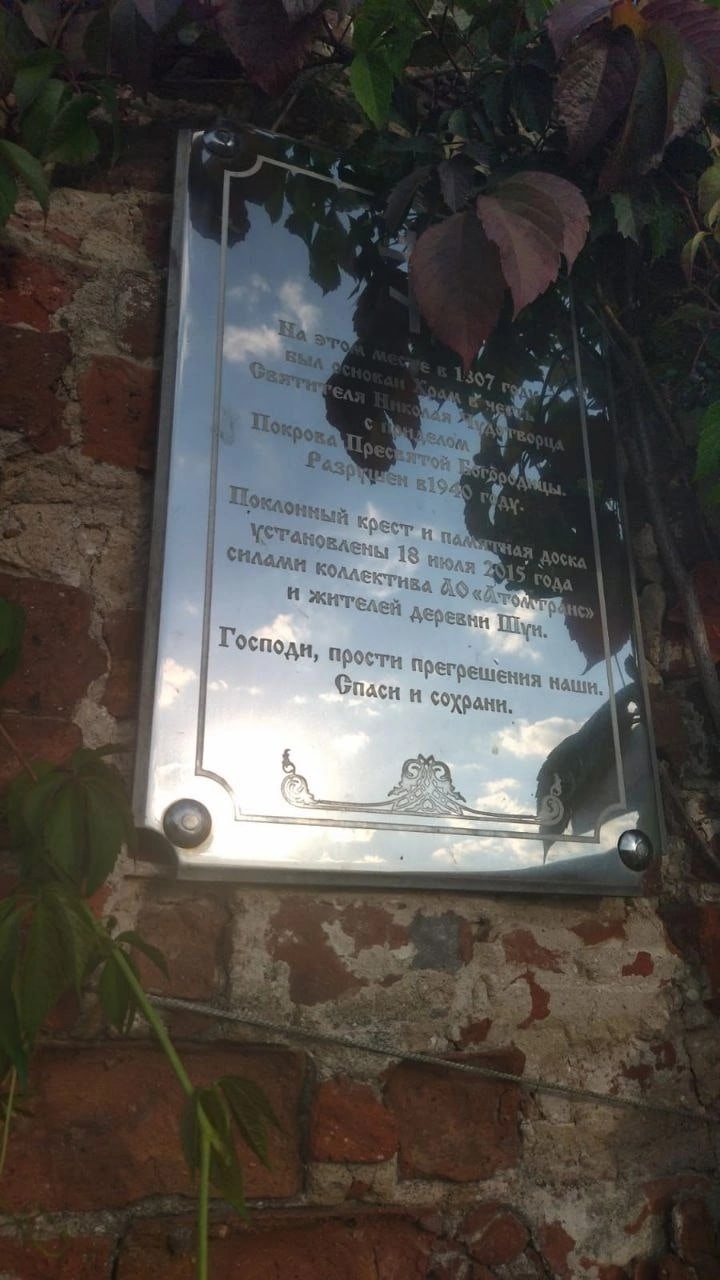 На этом месте в 1307 году
был основан Храм в честь
Святителя Николая Чудотворца
с приделом
Покрова Пресвятой Богородицы.
Разрушен в1940 году.
Поклонный крест и памятная доска
установлены 18 июля 2015 года
силами коллектива АО «Атомтранс»
и жителей деревни Шуи.
Господи, прости прегрешения наши.
Спаси и сохрани.